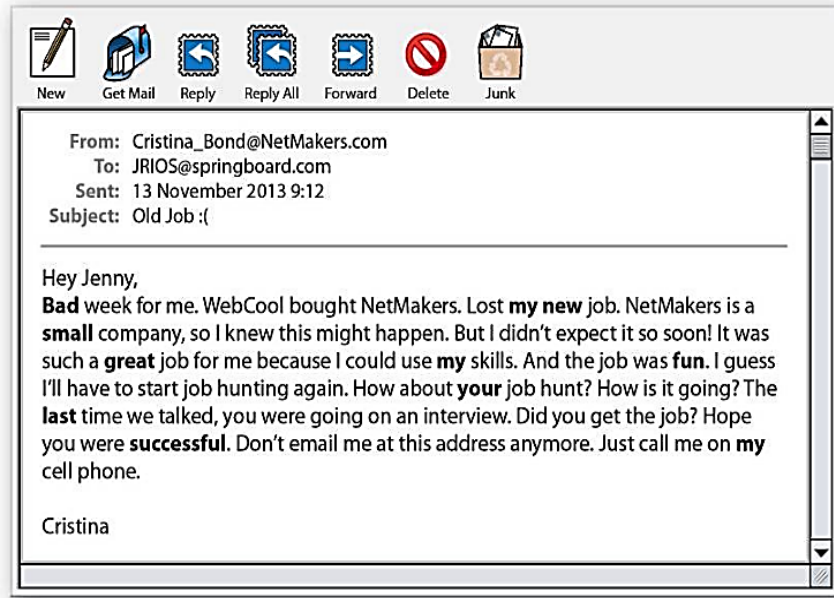 New Get Mail Reply Reply All Forward Delete Junk
From: Cristina_Bond@NetMakers.com
To: JRIOS@springboard.com
Sent: 13 November 2013 9:12
Subject: Old Job :(
Hey Jenny,
Bad week for me. WebCool bought NetMakers. Lost my new job. NetMakers is a
small company, so I knew this might happen. But I didn't expect it so soon! It was
such a great job for me because I could use my skills. And the job was fun. I guess
I'll have to start job hunting again. How about your job hunt? How is it going? The
last time we talked, you were going on an interview. Did you get the job? Hope
you were successful. Don't email me at this address anymore. Just call me on my
cell phone.
Cristina